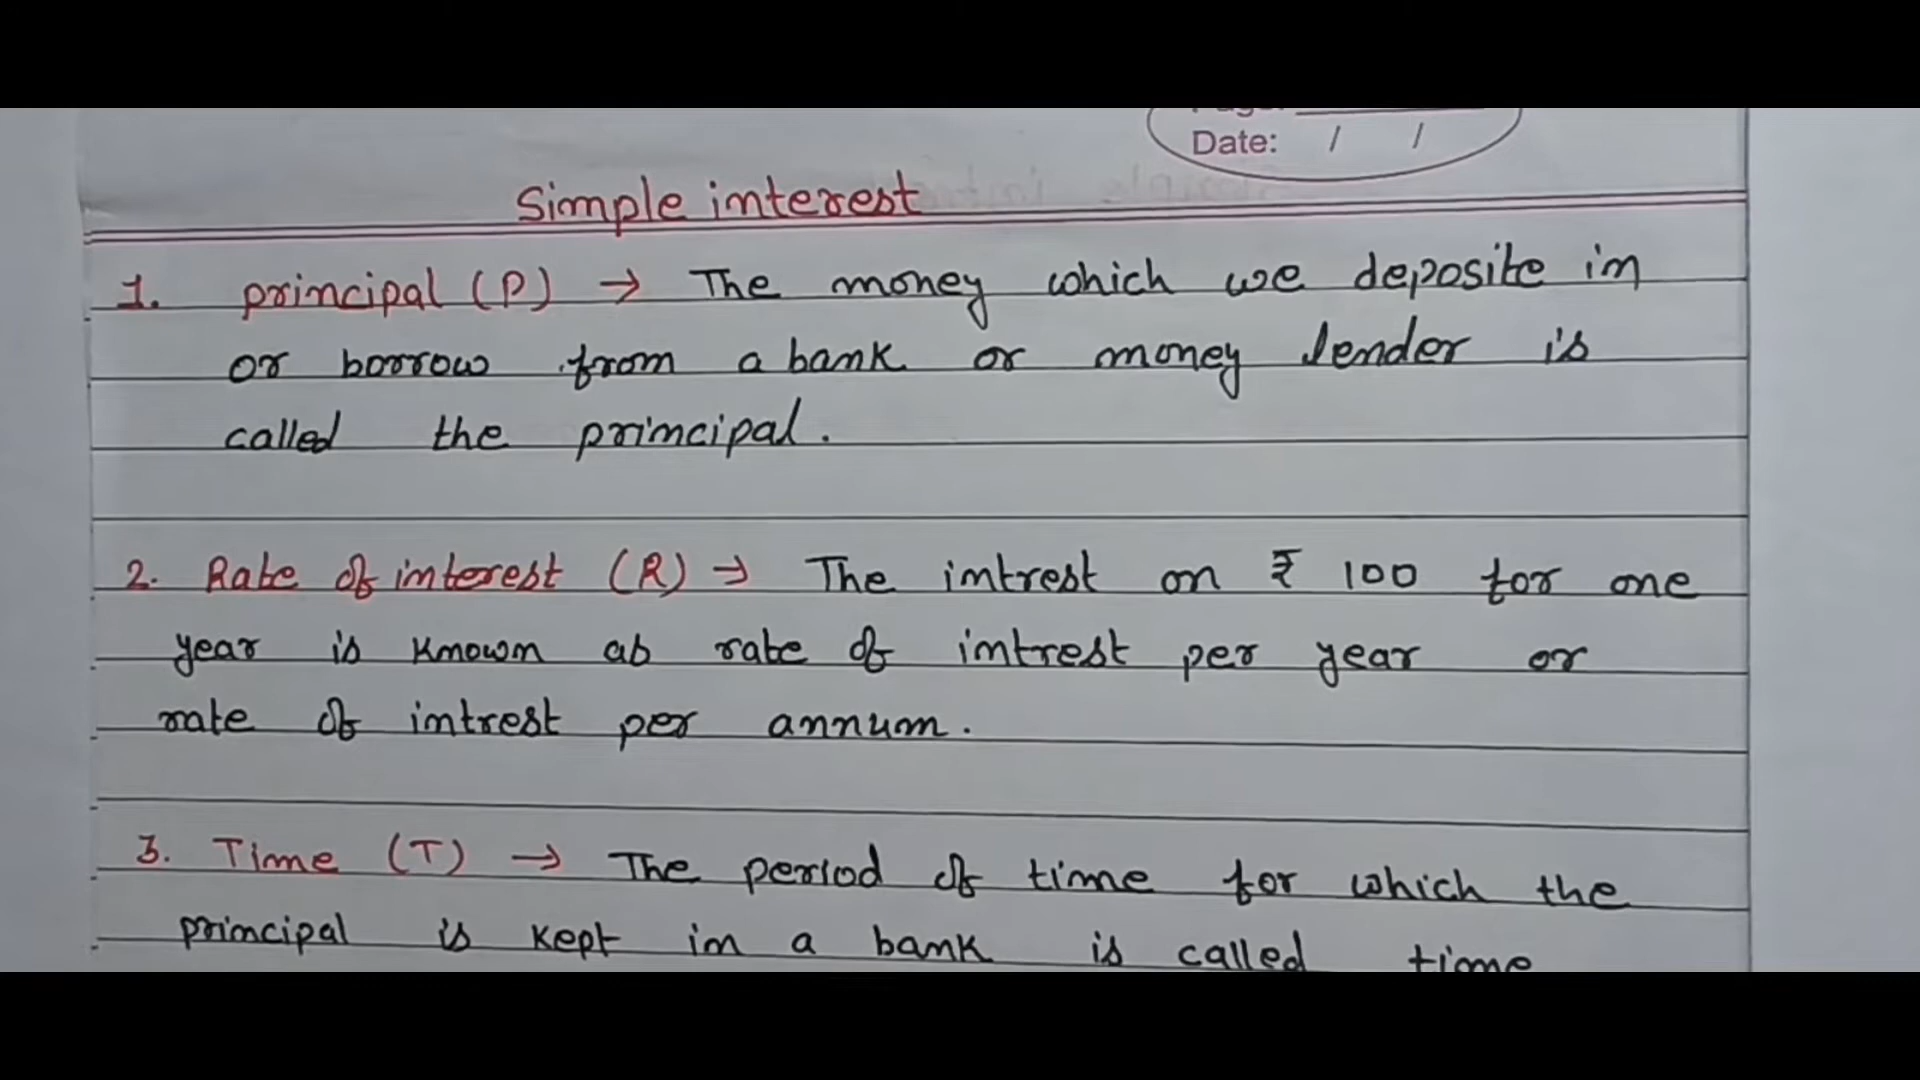 Date: / /
Simple interest
1. principal (P) → The money which we deposite in
or borrow from a bank or money lender is
called the principal.
2. Rate of interest (R) → The intrest on ₹ 100 for one
year is known as rate of intrest per year or
rate of intrest per annum.
3. Time (T) → The period of time for which the
principal is kept in a bank is called time